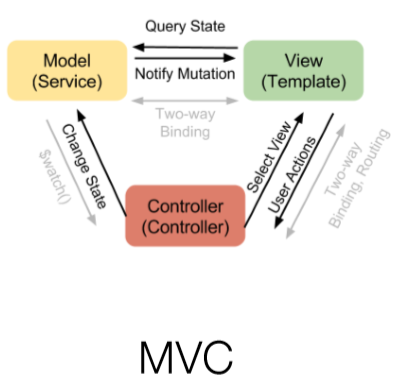 Query State
Model
(Service)
View
(Template)
Notify Mutation
Two-way
Binding
$watch()
Change State
Select View
User Actions
Two-way
Binding, Routing
Controller
(Controller)
MVC